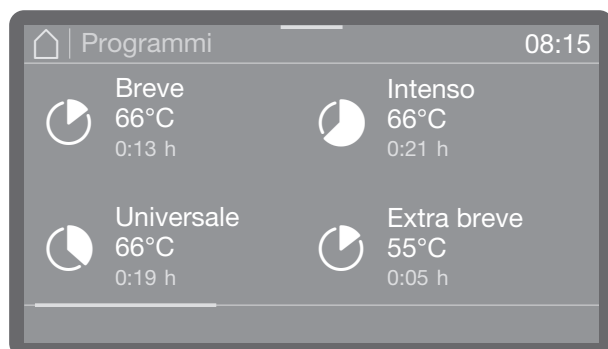 Programmi 08:15
Breve
66°C
0:13 h
Intenso
66°C
0:21 h
Universale
66°C
0:19 h
Extra breve
55°C
0:05 h